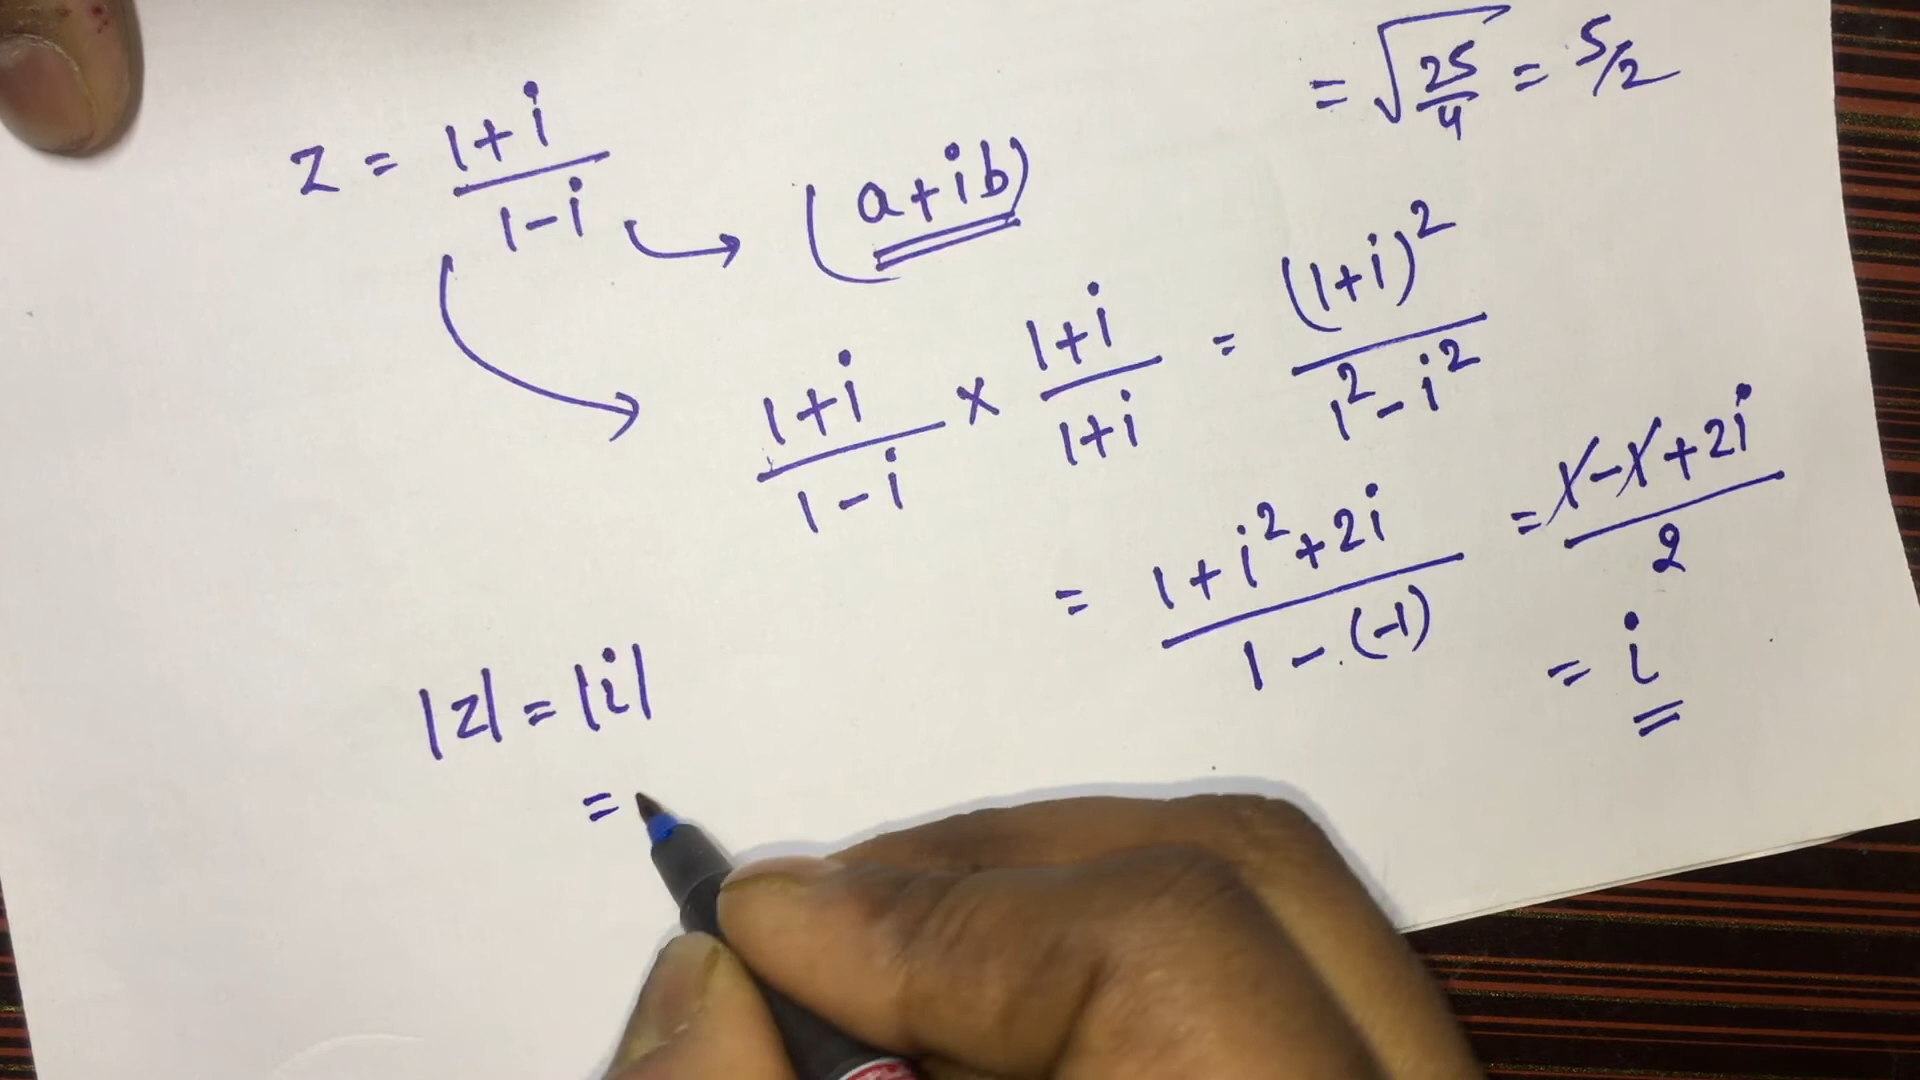 = √25/4 = 5/2
z = 1+i/1-i
(a+ib)
1+i/1-i × 1+i/1+i = (1+i)²/1²-i²
= 1+i²+2i/1-(-1) = 1-1+2i/2
= i
|z| = |i|
=